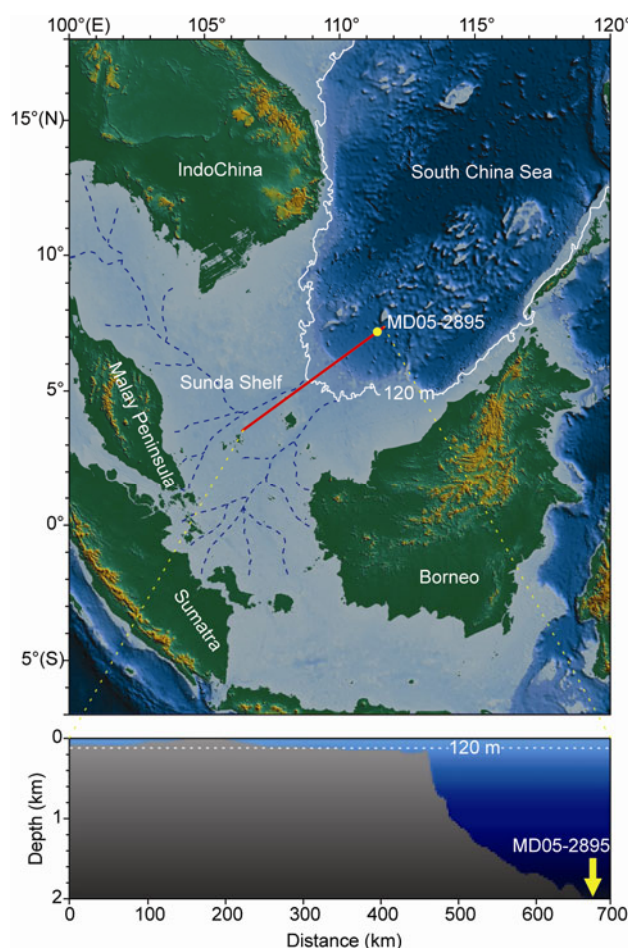 100°(E) 105° 110° 115° 120°
15°(N)
IndoChina
South China Sea
10°
MD05-2895
Sunda Shelf
5°
120 m
Malay Peninsula
0°
Borneo
Sumatra
5°(S)
0
120 m
Depth (km)
1
MD05-2895
2
0 100 200 300 400 500 600 700
Distance (km)